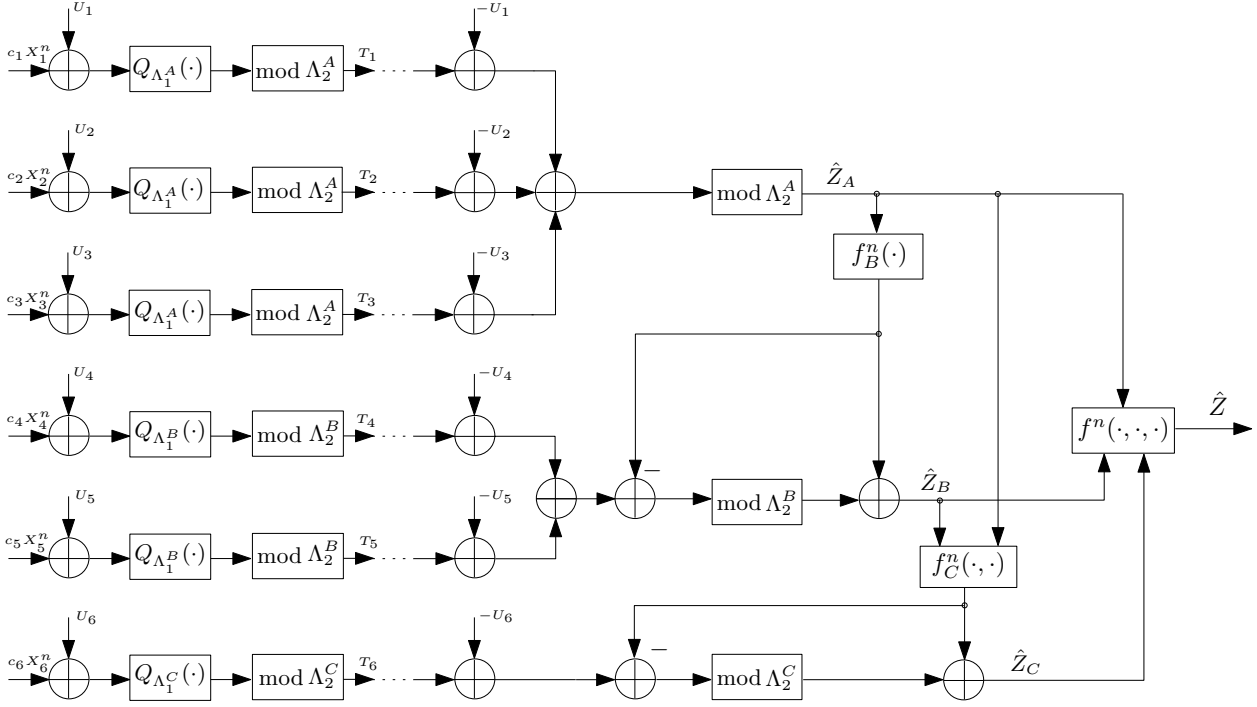 U_1 -U_1
c_1 X_1^n Q_{Λ_1^A}(·) mod Λ_2^A T_1 ....
U_2 -U_2
c_2 X_2^n Q_{Λ_1^A}(·) mod Λ_2^A T_2 .... mod Λ_2^A Ẑ_A
U_3 -U_3 f_B^n(·)
c_3 X_3^n Q_{Λ_1^A}(·) mod Λ_2^A T_3 ....
U_4 -U_4
c_4 X_4^n Q_{Λ_1^B}(·) mod Λ_2^B T_4 .... f^n(·,·,·) Ẑ
−
U_5 -U_5 mod Λ_2^B Ẑ_B
c_5 X_5^n Q_{Λ_1^B}(·) mod Λ_2^B T_5 .... f_C^n(·,·)
U_6 -U_6
−
c_6 X_6^n Q_{Λ_1^C}(·) mod Λ_2^C T_6 .... mod Λ_2^C Ẑ_C